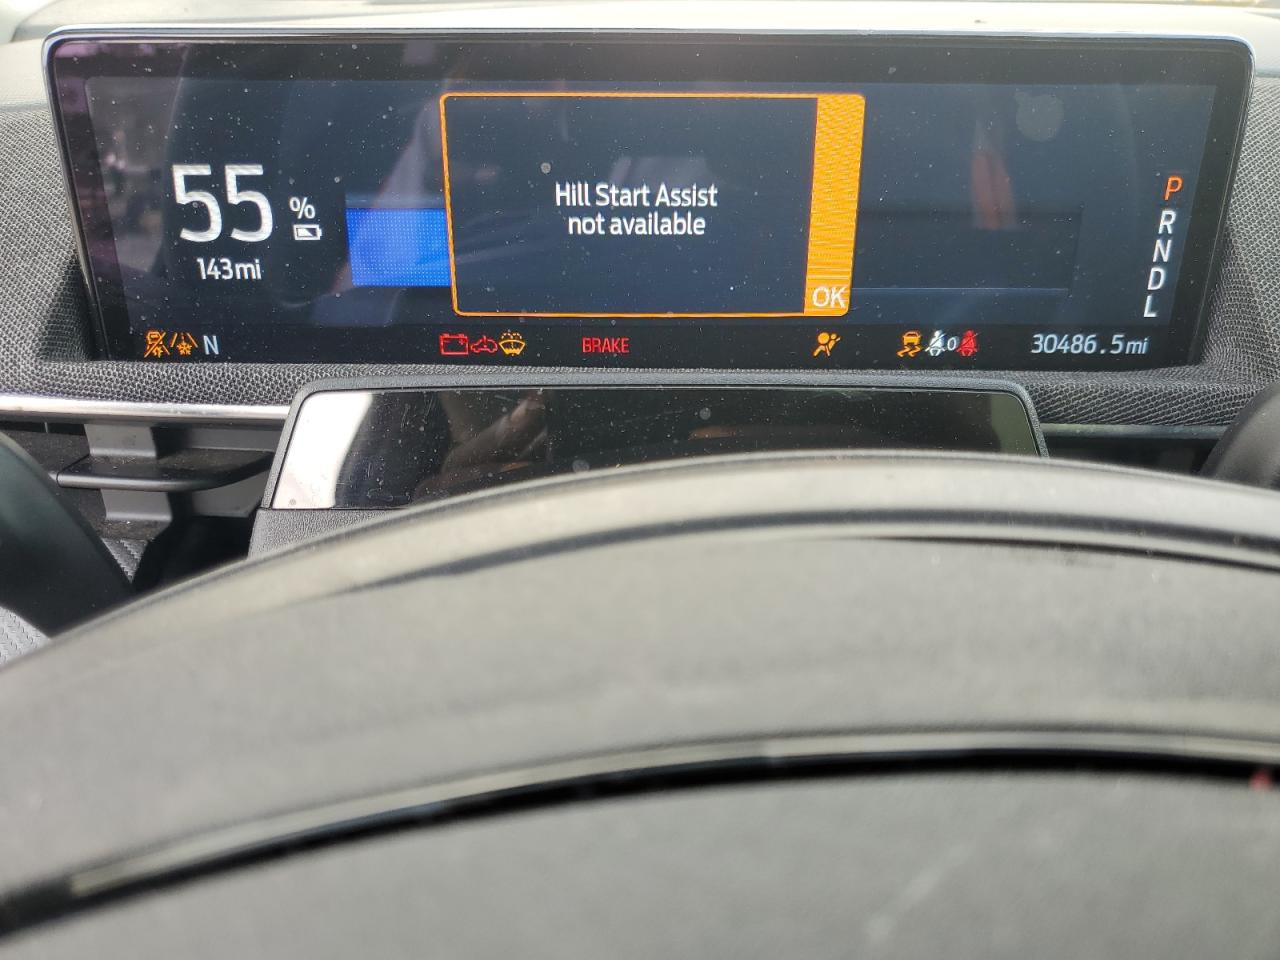 55 %
143mi
Hill Start Assist
not available
OK
P
R
N
D
L
N
BRAKE
0
30486.5mi